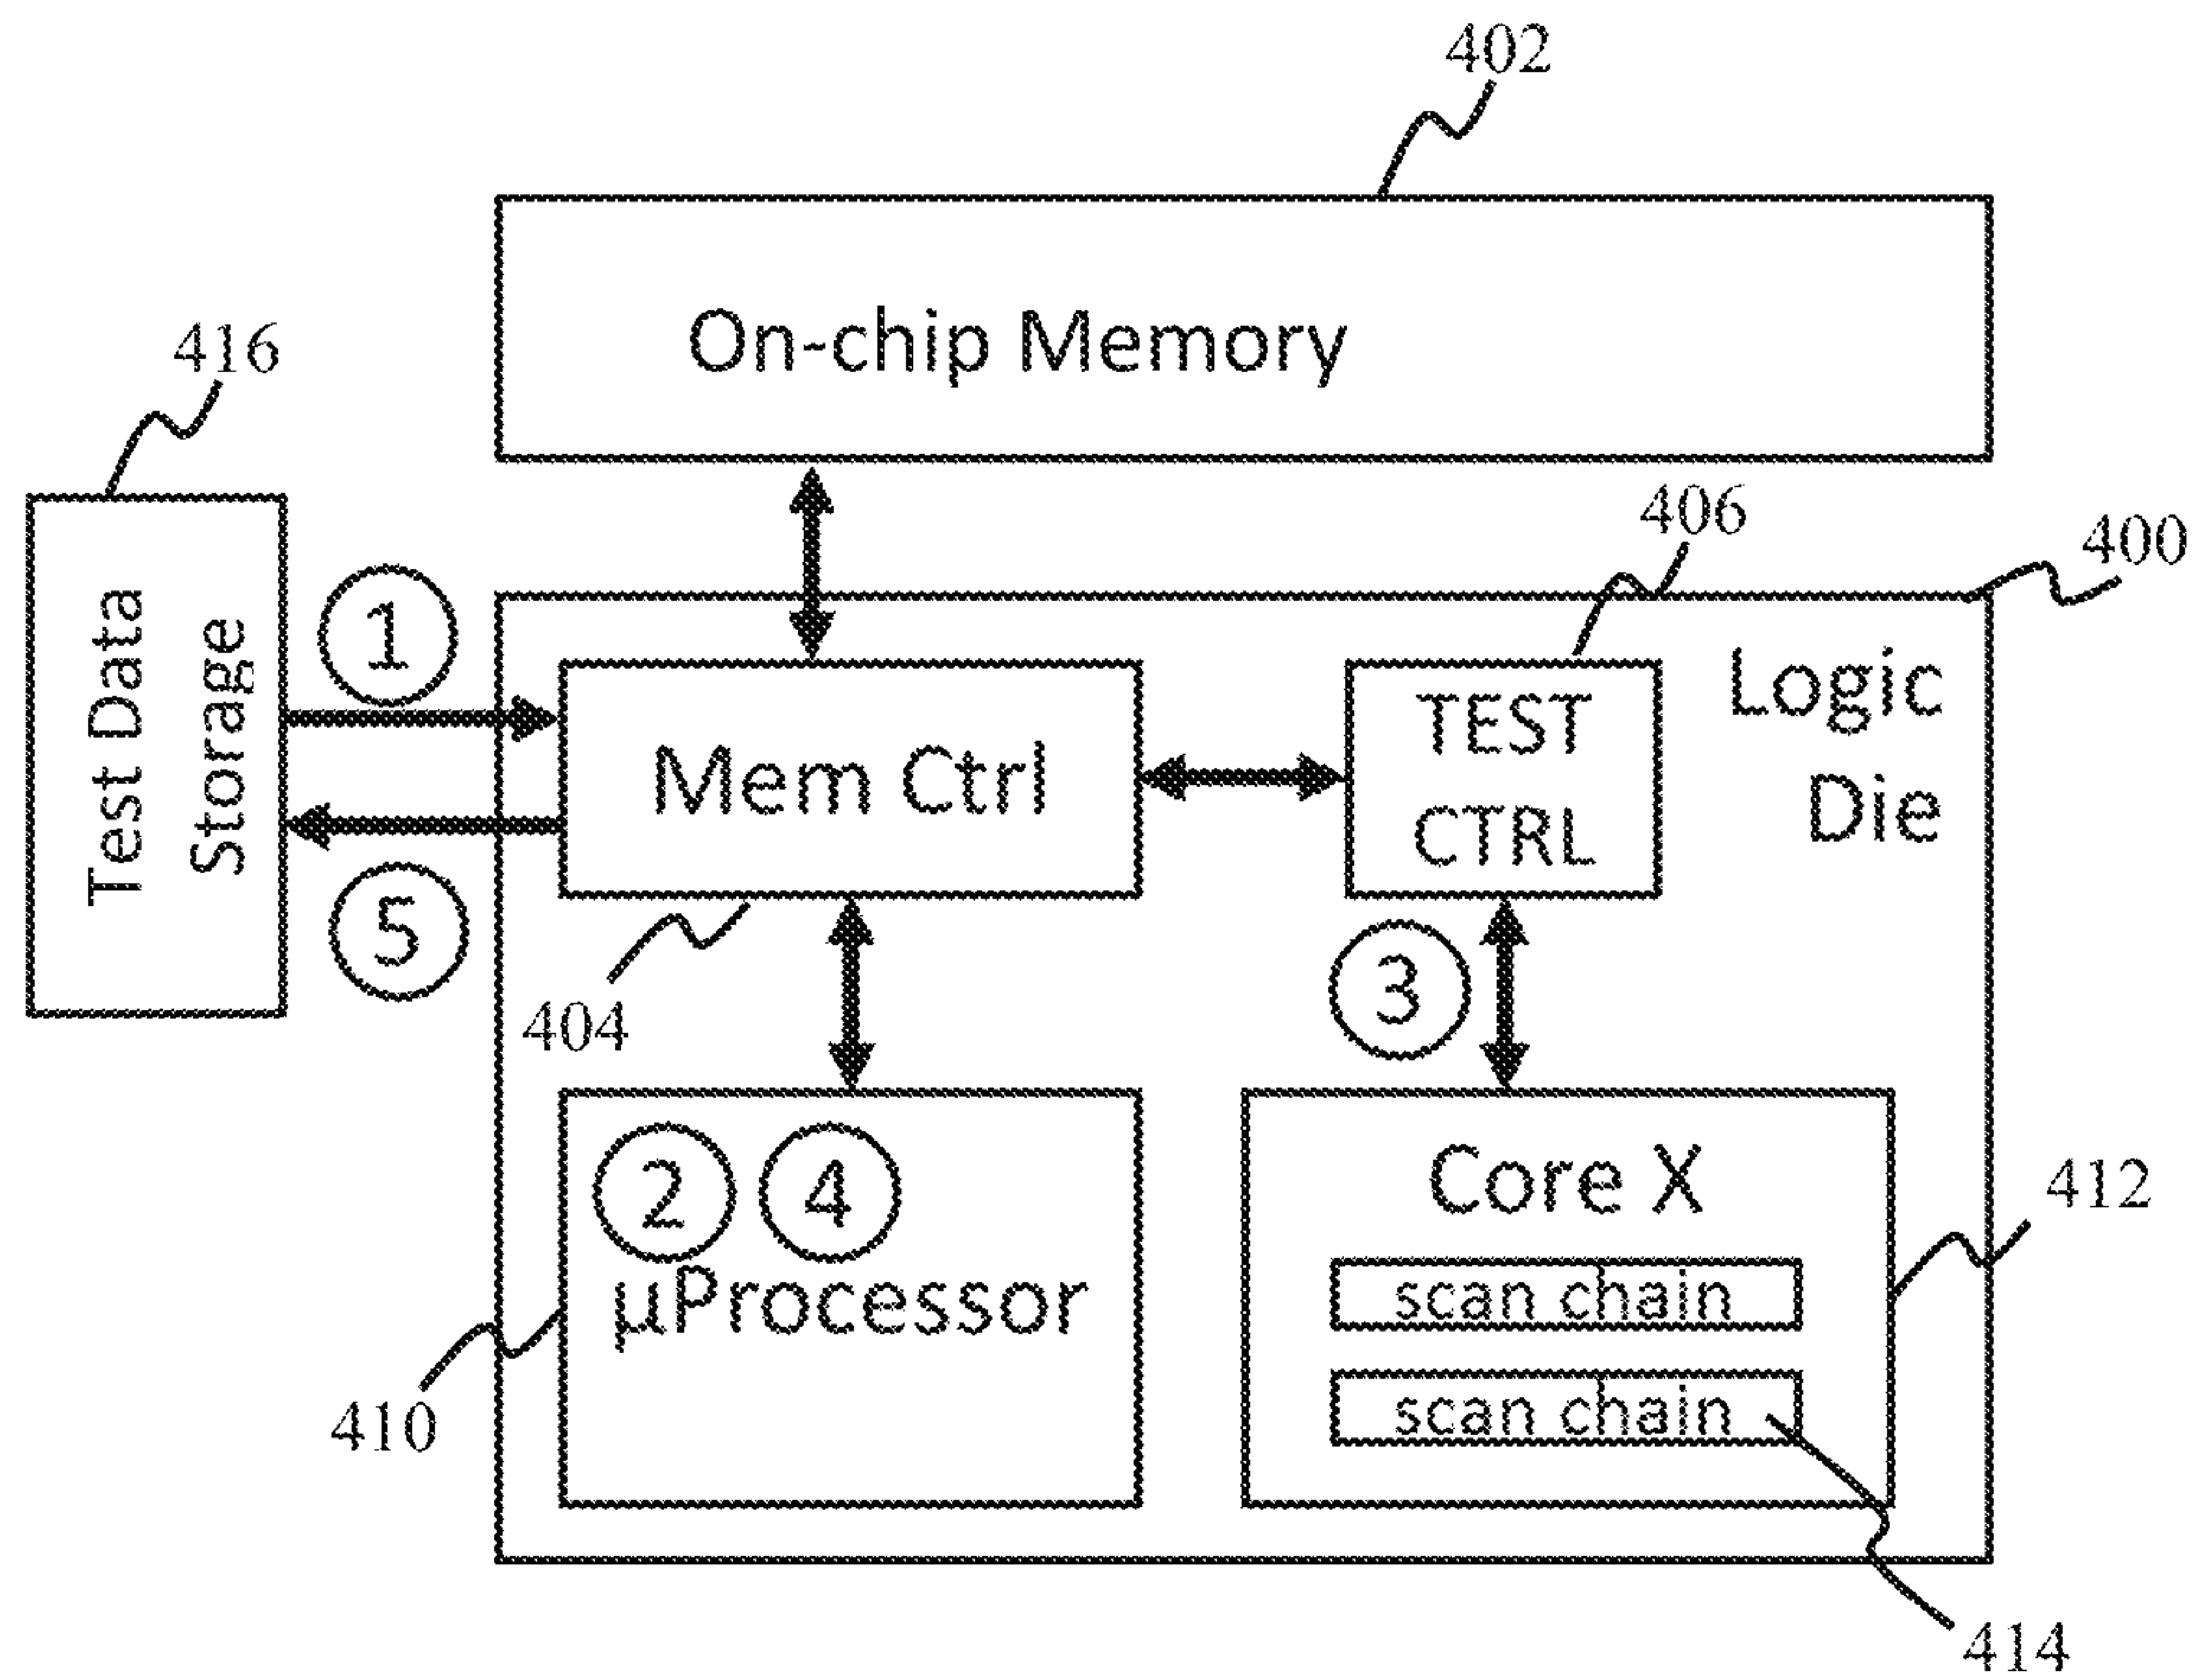 402
On-chip Memory
416
406
400
Test Data
Storage
1
5
Mem Ctrl
TEST
CTRL
Logic
Die
404
3
2 4
µProcessor
410
Core X
scan chain
scan chain
412
414